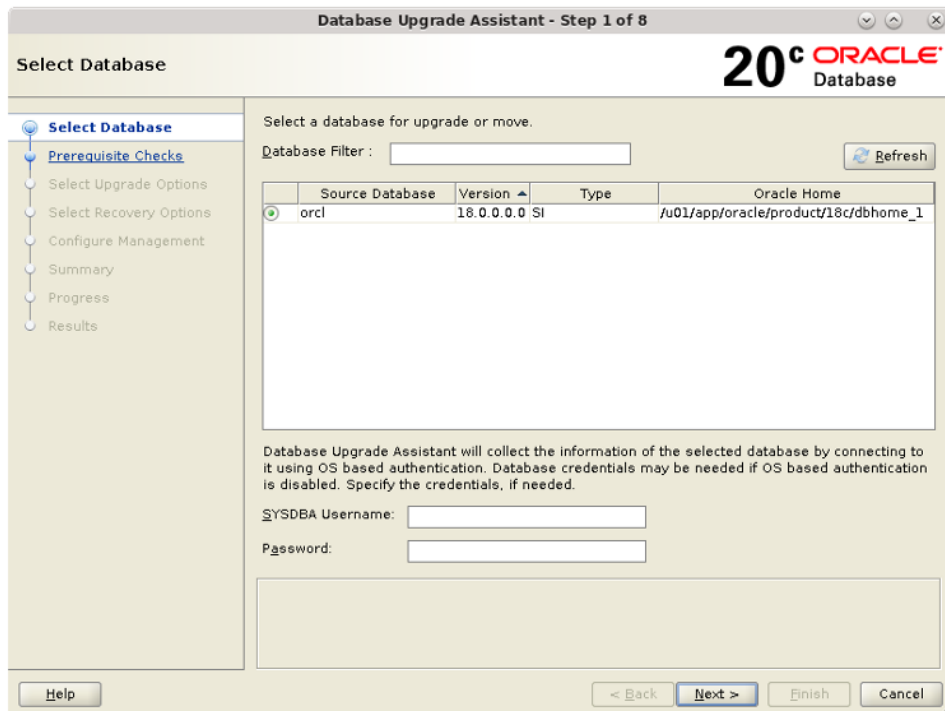 Database Upgrade Assistant - Step 1 of 8
Select Database
20c ORACLE Database
Select Database
Prerequisite Checks
Select Upgrade Options
Select Recovery Options
Configure Management
Summary
Progress
Results
Select a database for upgrade or move.
Database Filter :
Refresh
Source Database Version Type Oracle Home
orcl 18.0.0.0.0 SI /u01/app/oracle/product/18c/dbhome_1
Database Upgrade Assistant will collect the information of the selected database by connecting to
it using OS based authentication. Database credentials may be needed if OS based authentication
is disabled. Specify the credentials, if needed.
SYSDBA Username:
Password:
Help
< Back Next > Finish Cancel